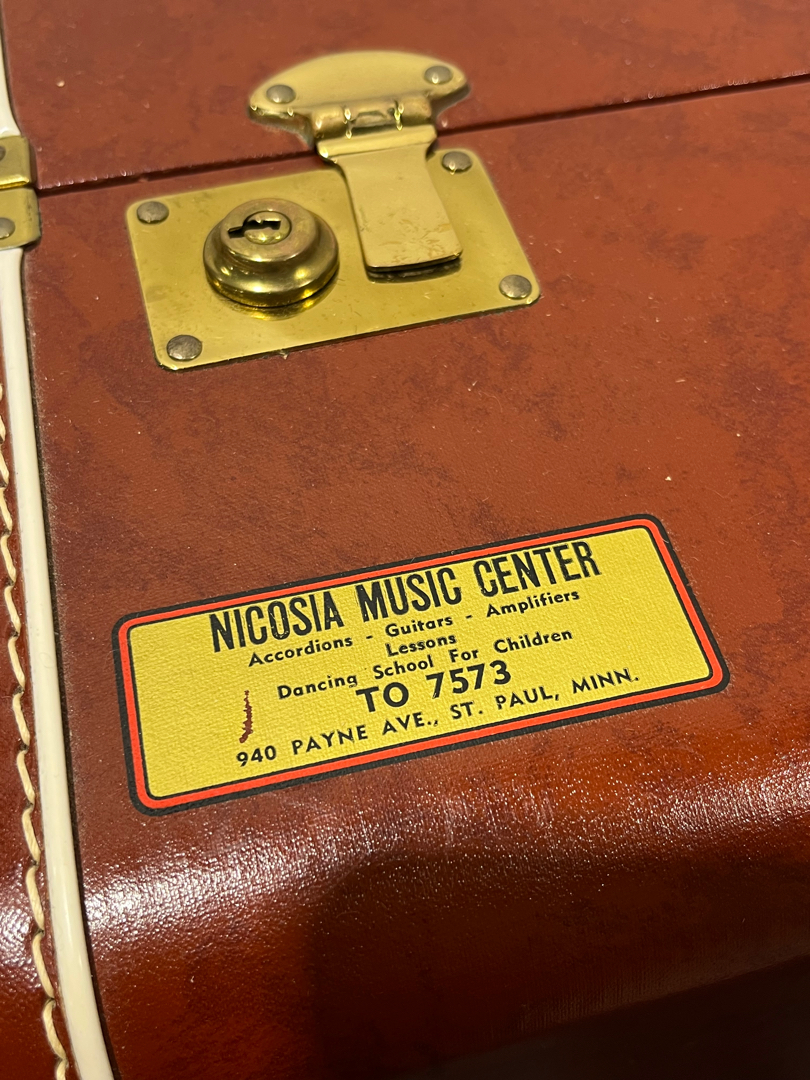 NICOSIA MUSIC CENTER
Accordions - Guitars - Amplifiers
Lessons
Dancing School For Children
TO 7573
940 PAYNE AVE., ST. PAUL, MINN.